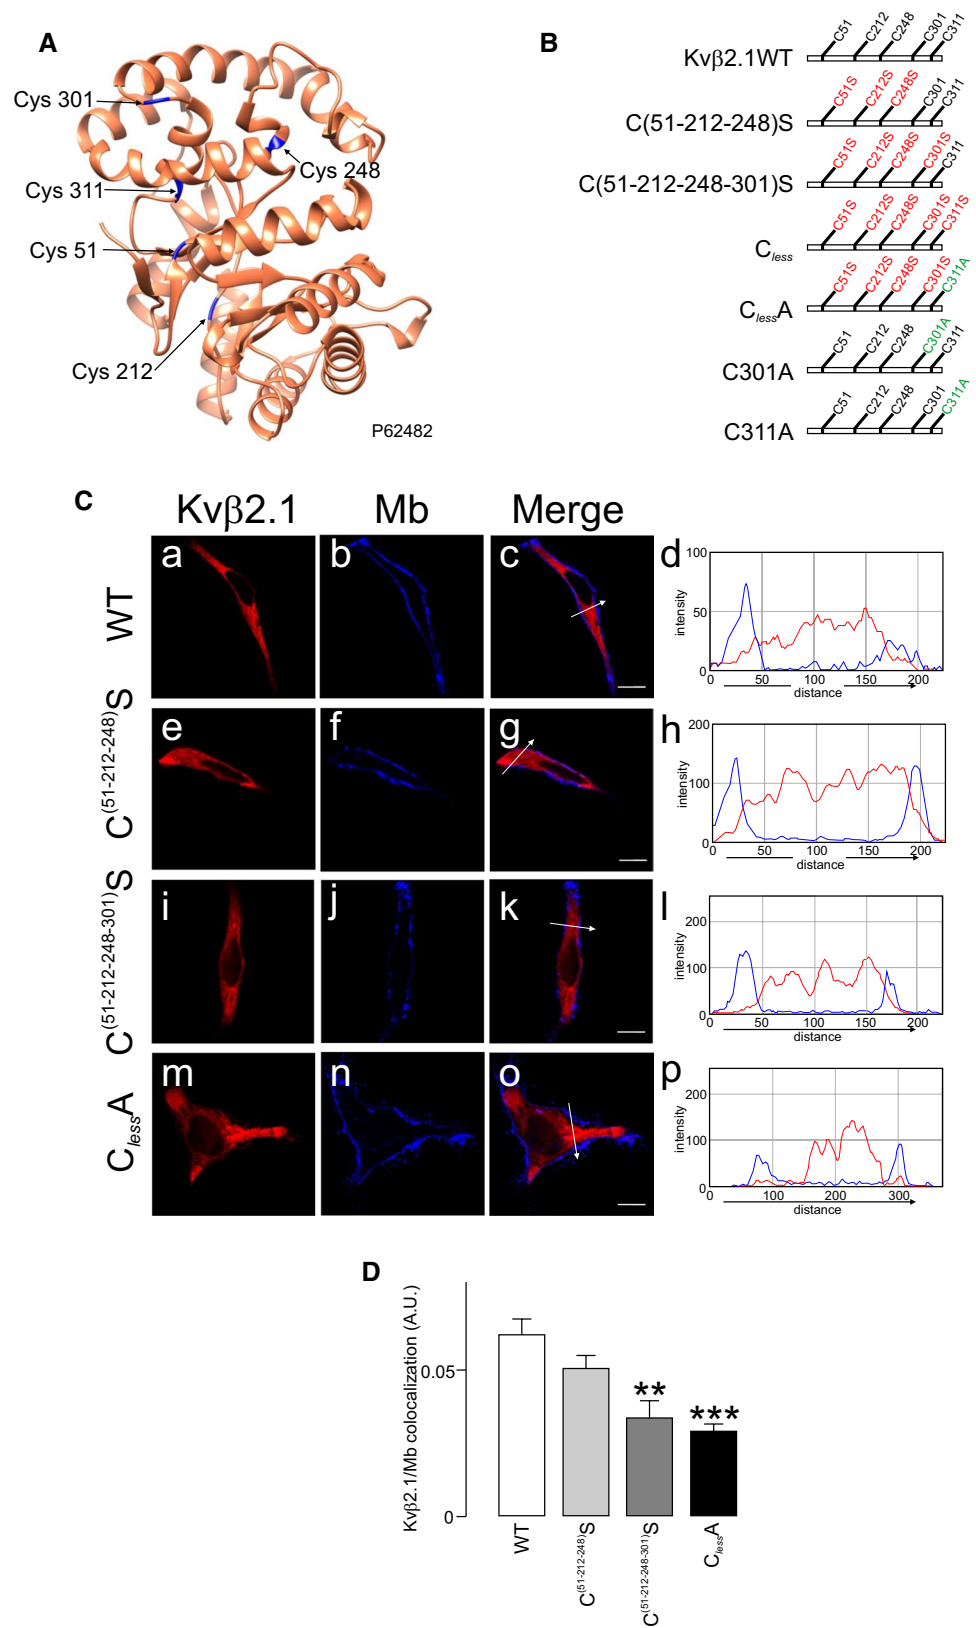 A
Cys 301
Cys 248
Cys 311
Cys 51
Cys 212
P62482
B
Kvβ2.1WT
C51 C212 C248 C301 C311
C(51-212-248)S
C51S C212S C248S C301 C311
C(51-212-248-301)S
C51S C212S C248S C301S C311
Cless
C51S C212S C248S C301S C311S
ClessA
C51S C212S C248S C301S C311A
C301A
C51 C212 C248 C301A C311
C311A
C51 C212 C248 C301 C311A
C
Kvβ2.1 Mb Merge
WT
a b c d
intensity
100
50
0
0 50 100 150 200
distance
C(51-212-248)S
e f g h
intensity
200
100
0
0 50 100 150 200
distance
C(51-212-248-301)S
i j k l
intensity
200
100
0
0 50 100 150 200
distance
ClessA
m n o p
intensity
200
100
0
0 100 200 300
distance
D
Kvβ2.1/Mb colocalization (A.U.)
0.05
0
** ***
WT
C(51-212-248)S
C(51-212-248-301)S
ClessA